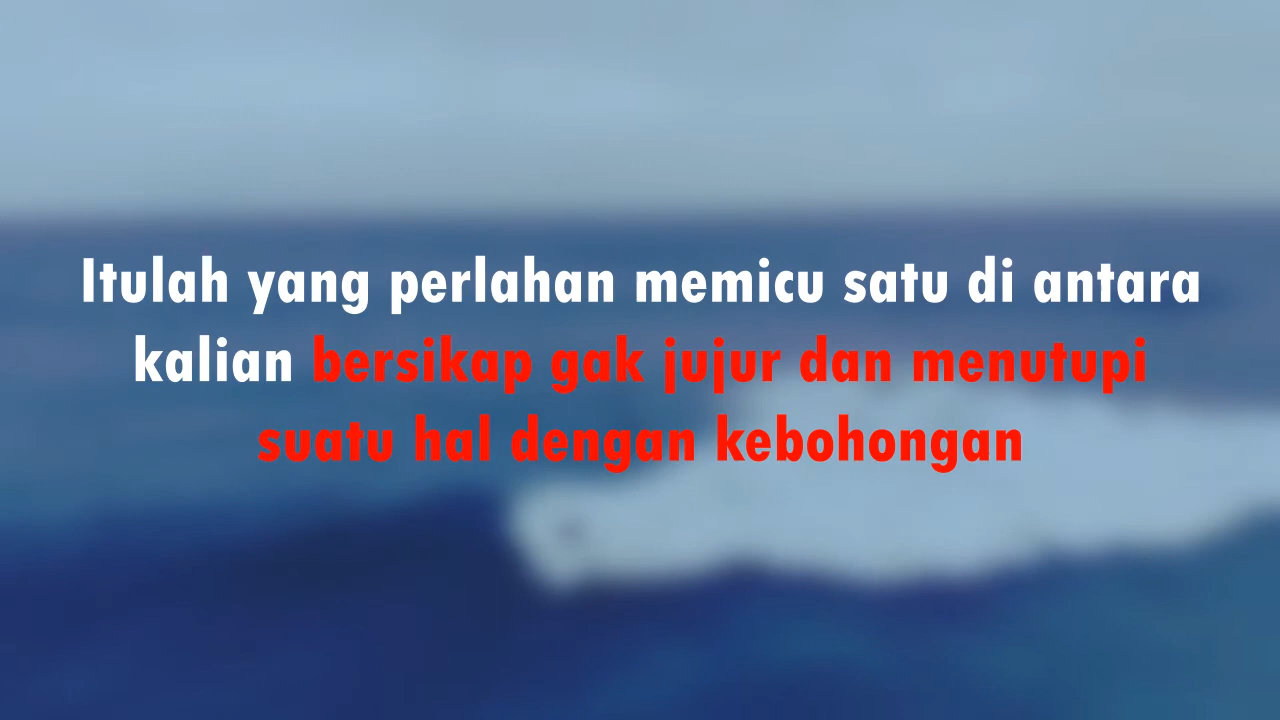 Itulah yang perlahan memicu satu di antara
kalian bersikap gak jujur dan menutupi
suatu hal dengan kebohongan